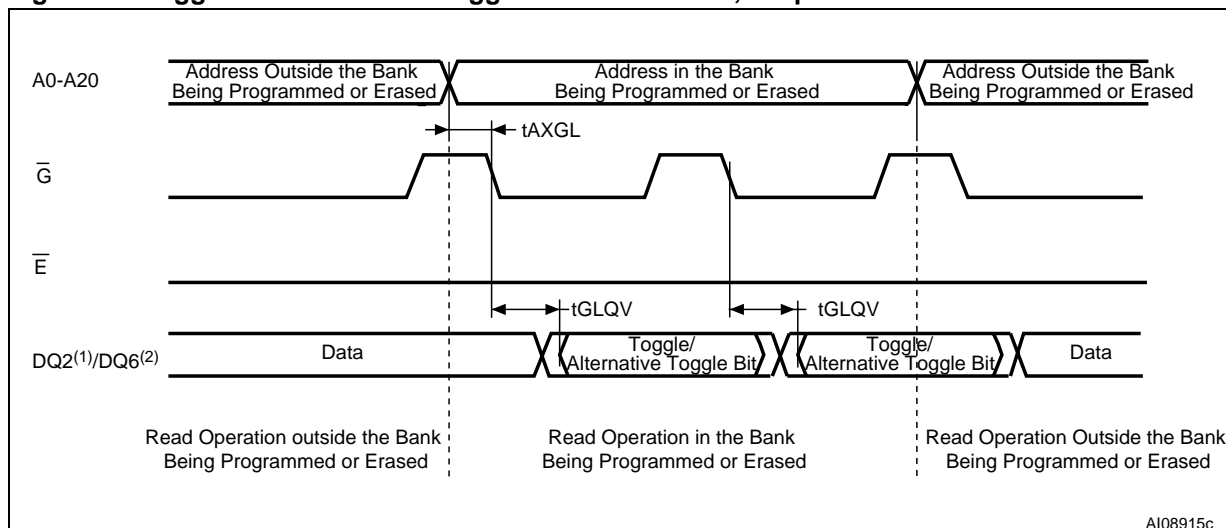 A0-A20
Address Outside the Bank
Being Programmed or Erased
Address in the Bank
Being Programmed or Erased
Address Outside the Bank
Being Programmed or Erased
tAXGL
G
E
tGLQV
tGLQV
DQ2(1)/DQ6(2)
Data
Toggle/
Alternative Toggle Bit
Toggle/
Alternative Toggle Bit
Data
Read Operation outside the Bank
Being Programmed or Erased
Read Operation in the Bank
Being Programmed or Erased
Read Operation Outside the Bank
Being Programmed or Erased
AI08915c